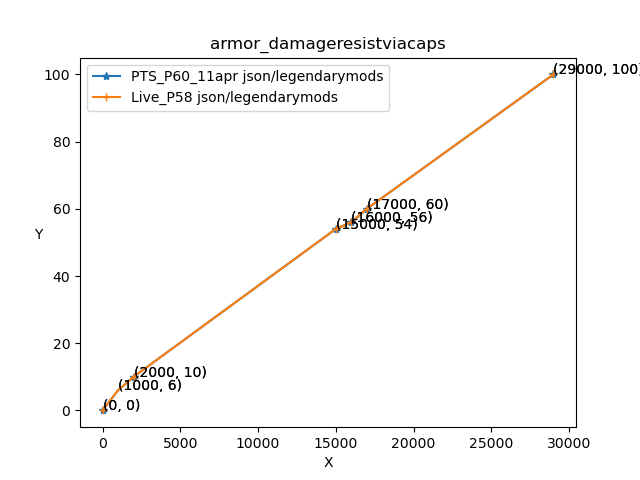 armor_damageresistviacaps
PTS_P60_11apr json/legendarymods
Live_P58 json/legendarymods
(29000, 100)
(17000, 60)
(16000, 56)
(15000, 54)
(2000, 10)
(1000, 6)
(0, 0)
100
80
60
40
20
0
Y
0 5000 10000 15000 20000 25000 30000
X